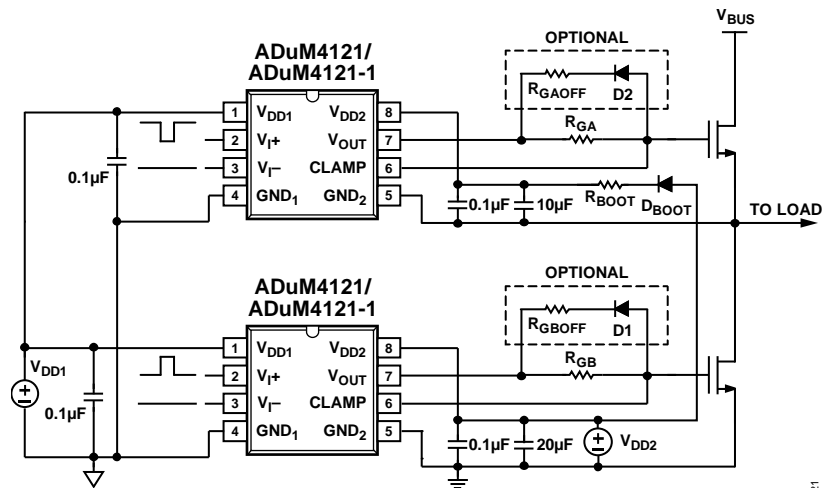 V_BUS
OPTIONAL
R_GAOFF
D2
R_GA
ADuM4121/
ADuM4121-1
1 V_DD1 V_DD2 8
2 V_I+ V_OUT 7
3 V_I– CLAMP 6
4 GND_1 GND_2 5
0.1µF
0.1µF
10µF
R_BOOT
D_BOOT
TO LOAD
OPTIONAL
R_GBOFF
D1
R_GB
ADuM4121/
ADuM4121-1
1 V_DD1 V_DD2 8
2 V_I+ V_OUT 7
3 V_I– CLAMP 6
4 GND_1 GND_2 5
V_DD1
0.1µF
0.1µF
20µF
V_DD2